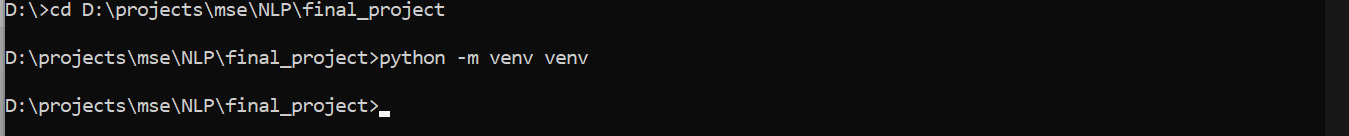 D:\>cd D:\projects\mse\NLP\final_project
D:\projects\mse\NLP\final_project>python -m venv venv
D:\projects\mse\NLP\final_project>